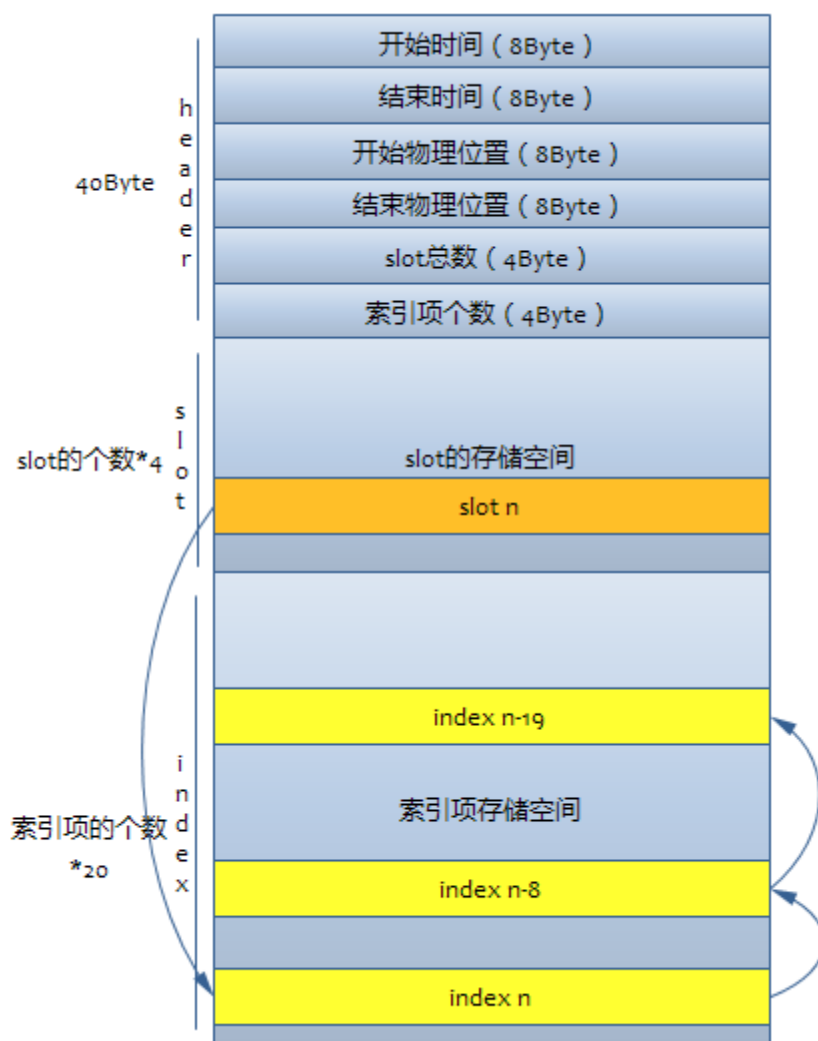 开始时间（8Byte）
结束时间（8Byte）
开始物理位置（8Byte）
结束物理位置（8Byte）
slot总数（4Byte）
索引项个数（4Byte）
40Byte
header
slot的个数*4
slot
slot的存储空间
slot n
index n-19
索引项存储空间
index n-8
index n
索引项的个数
*20
index